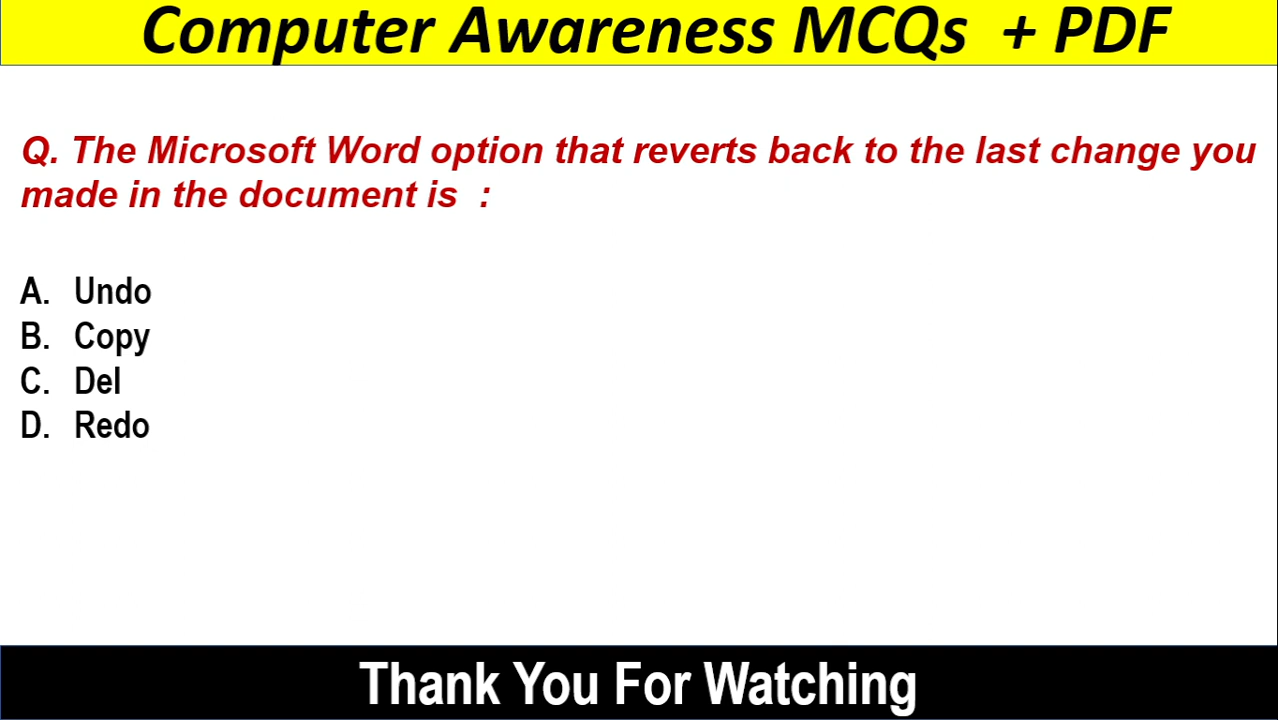 Computer Awareness MCQs + PDF
Q. The Microsoft Word option that reverts back to the last change you
made in the document is :
A. Undo
B. Copy
C. Del
D. Redo
Thank You For Watching